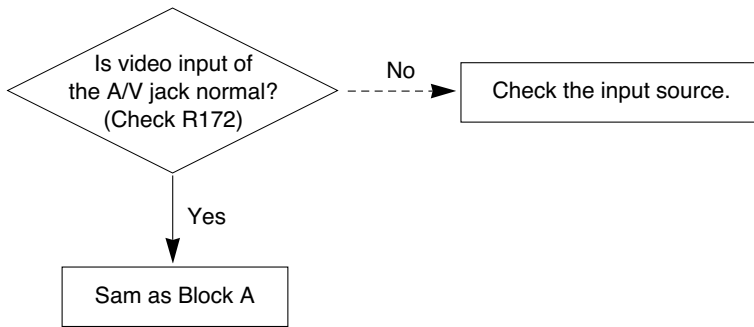 Is video input of
the A/V jack normal?
(Check R172)
No
Check the input source.
Yes
Sam as Block A